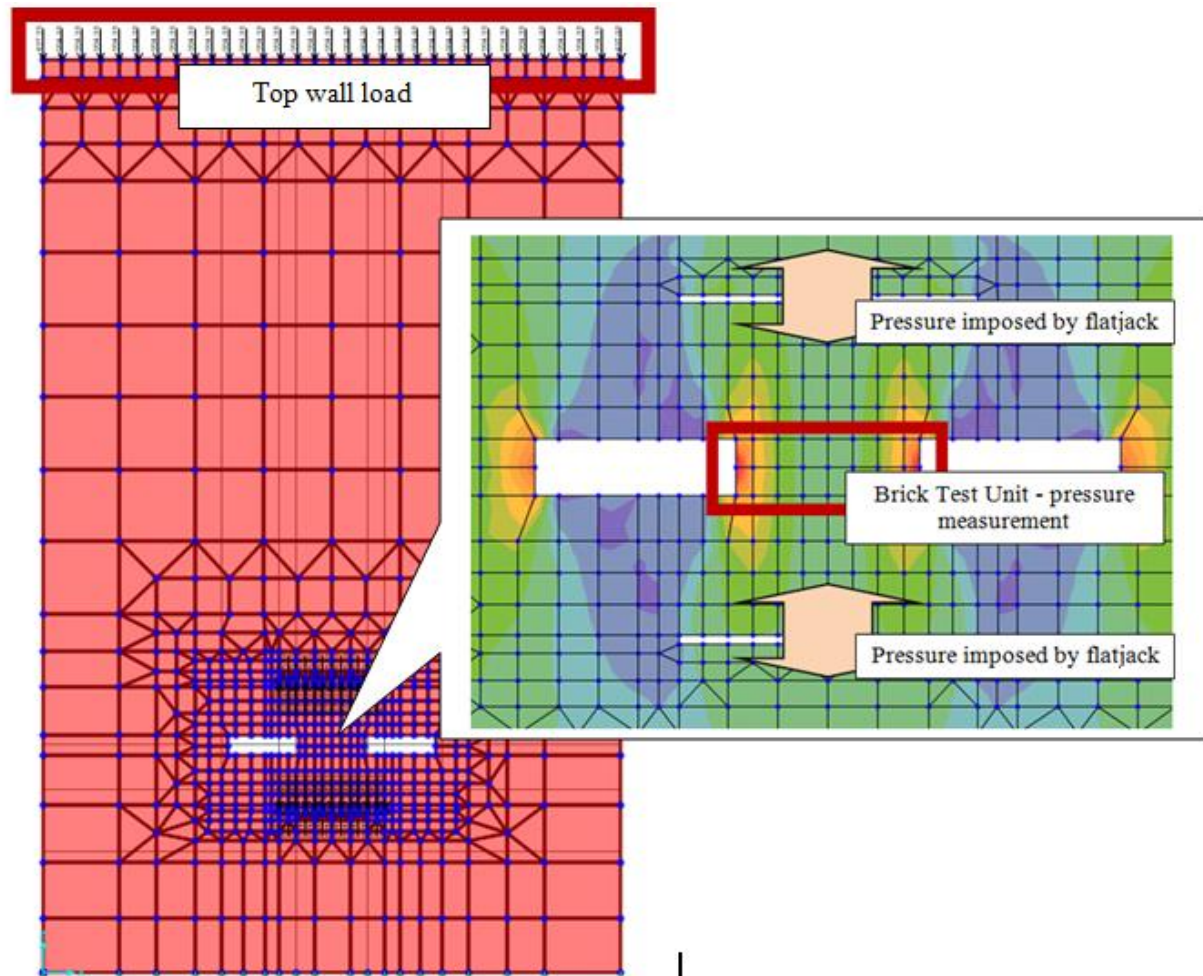 Top wall load
Pressure imposed by flatjack
Brick Test Unit - pressure
measurement
Pressure imposed by flatjack